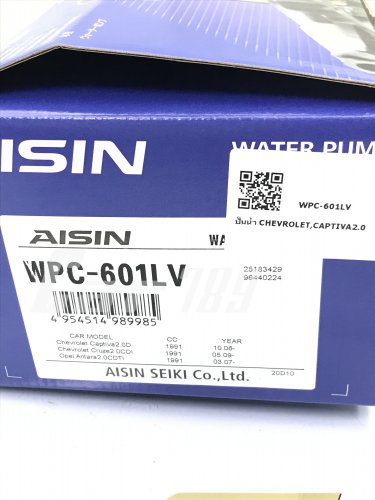 AISIN
WATER PUM
WPC-601LV
ปั๊มน้ำ CHEVROLET,CAPTIVA2.0
AISIN WA
WPC-601LV
25183429
96440224
4 954514 989985
CAR MODEL CC YEAR
Chevrolet Captiva2.0D 1991 10.06-
Chevrolet Cruze2.0CDI 1991 05.09-
Opel Antara2.0CDTI 1991 03.07-
20D10
AISIN SEIKI Co.,Ltd.